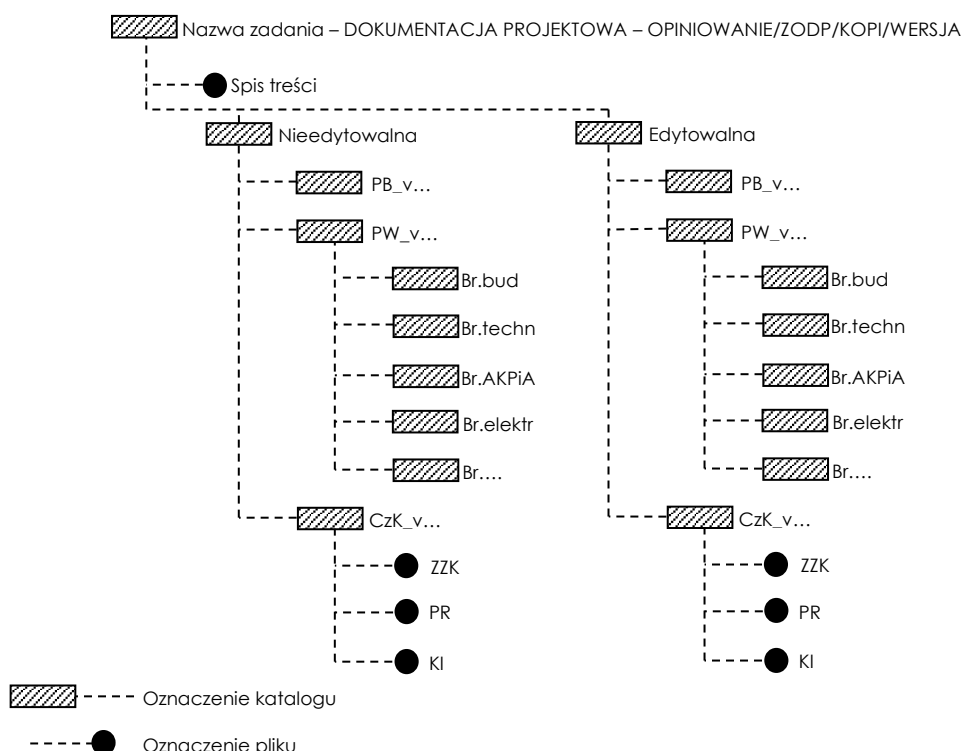 Nazwa zadania – DOKUMENTACJA PROJEKTOWA – OPINIOWANIE/ZODP/KOPI/WERSJA
Spis treści
Nieedytowalna
PB_v…
PW_v…
Br.bud
Br.techn
Br.AKPiA
Br.elektr
Br….
CzK_v…
ZZK
PR
KI
Edytowalna
PB_v…
PW_v…
Br.bud
Br.techn
Br.AKPiA
Br.elektr
Br….
CzK_v…
ZZK
PR
KI
Oznaczenie katalogu
Oznaczenie pliku